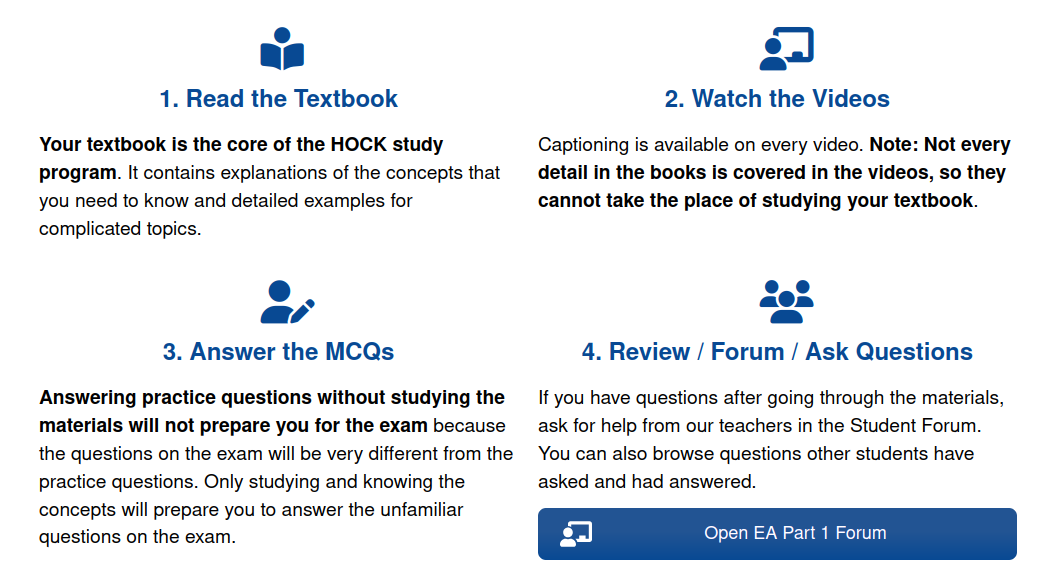 1. Read the Textbook
Your textbook is the core of the HOCK study
program. It contains explanations of the concepts that
you need to know and detailed examples for
complicated topics.
2. Watch the Videos
Captioning is available on every video. Note: Not every
detail in the books is covered in the videos, so they
cannot take the place of studying your textbook.
3. Answer the MCQs
Answering practice questions without studying the
materials will not prepare you for the exam because
the questions on the exam will be very different from the
practice questions. Only studying and knowing the
concepts will prepare you to answer the unfamiliar
questions on the exam.
4. Review / Forum / Ask Questions
If you have questions after going through the materials,
ask for help from our teachers in the Student Forum.
You can also browse questions other students have
asked and had answered.
Open EA Part 1 Forum